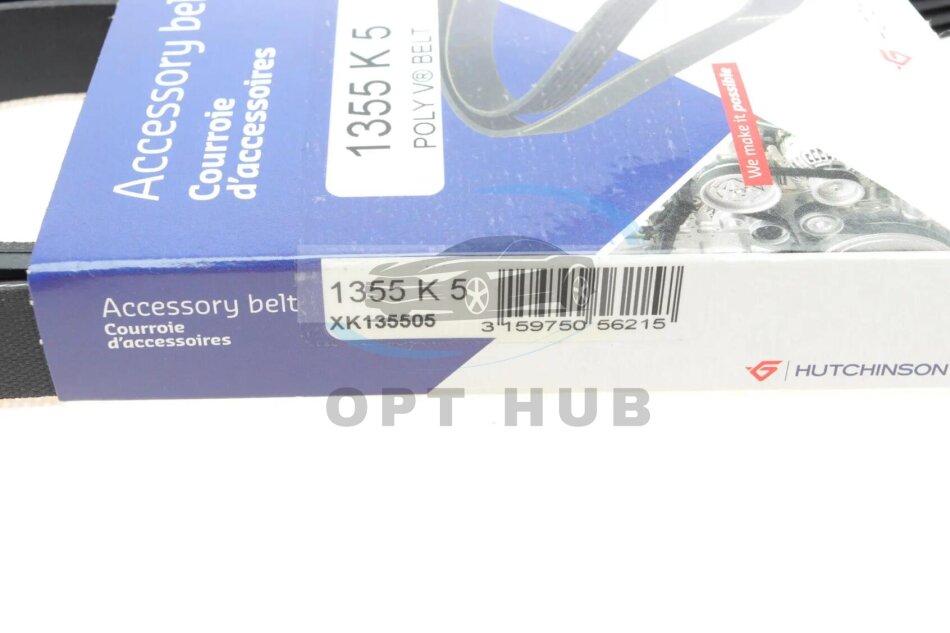 Accessory bel
Courroie
d'accessoires
1355 K 5
POLY V® BELT
We make it possible
Accessory belt
Courroie
d'accessoires
1355 K 5
XK135505
3 159750 56215
HUTCHINSON
OPT HUB